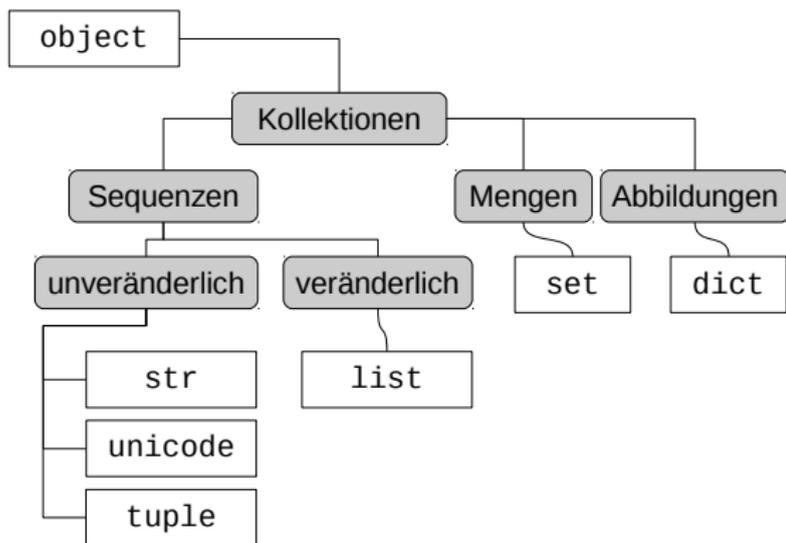 object
Kollektionen
Sequenzen
Mengen
Abbildungen
unveränderlich
veränderlich
set
dict
str
list
unicode
tuple